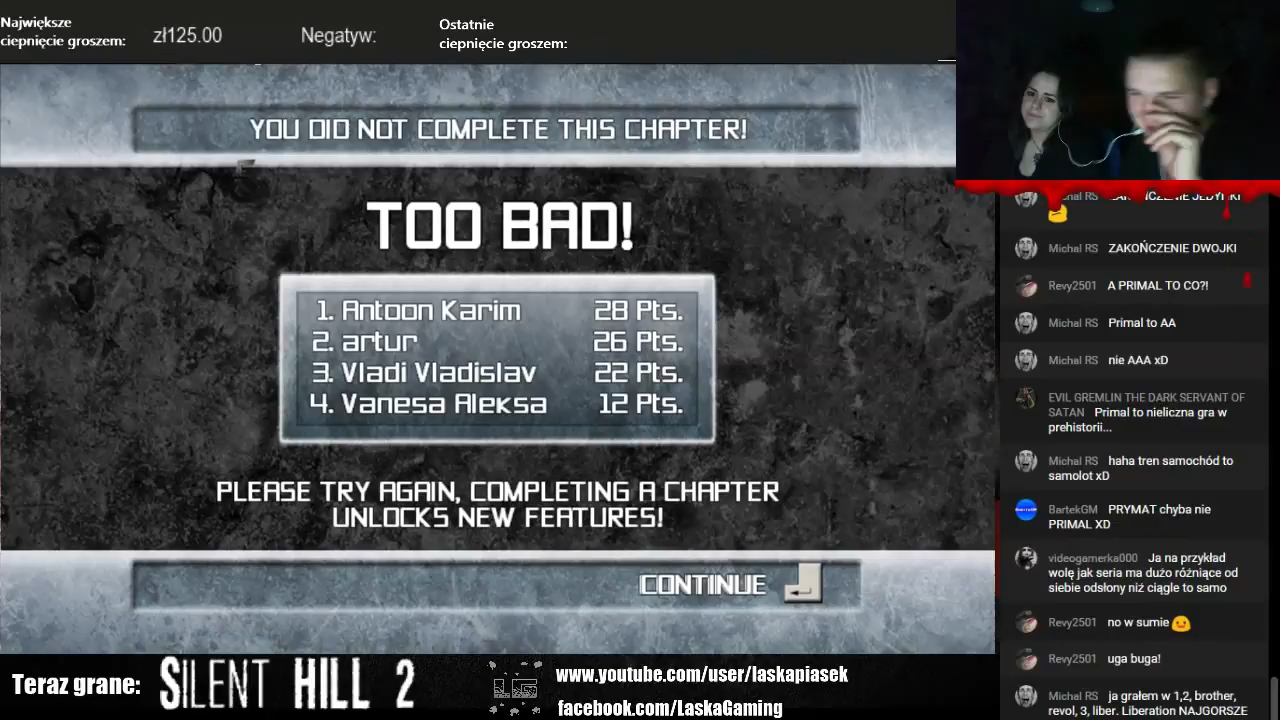 Największe
ciepnięcie groszem:
zł125.00
Negatyw:
Ostatnie
ciepnięcie groszem:
YOU DID NOT COMPLETE THIS CHAPTER!
TOO BAD!
1. Antoon Karim 28 Pts.
2. artur 26 Pts.
3. Vladi Vladislav 22 Pts.
4. Vanesa Aleksa 12 Pts.
PLEASE TRY AGAIN, COMPLETING A CHAPTER
UNLOCKS NEW FEATURES!
CONTINUE
Teraz grane:
SILENT HILL 2
LG
www.youtube.com/user/laskapiasek
facebook.com/LaskaGaming
Michal RS
Michal RS ZAKOŃCZENIE DWOJKI
Revy2501 A PRIMAL TO CO?!
Michal RS Primal to AA
Michal RS nie AAA xD
EVIL GREMLIN THE DARK SERVANT OF
SATAN Primal to nieliczna gra w
prehistorii...
Michal RS haha tren samochód to
samolot xD
BartekGM PRYMAT chyba nie
PRIMAL XD
videogamerka000 Ja na przykład
wolę jak seria ma dużo różniące od
siebie odsłony niż ciągle to samo
Revy2501 no w sumie
Revy2501 uga buga!
Michal RS ja grałem w 1,2, brother,
revol, 3, liber. Liberation NAJGORSZE